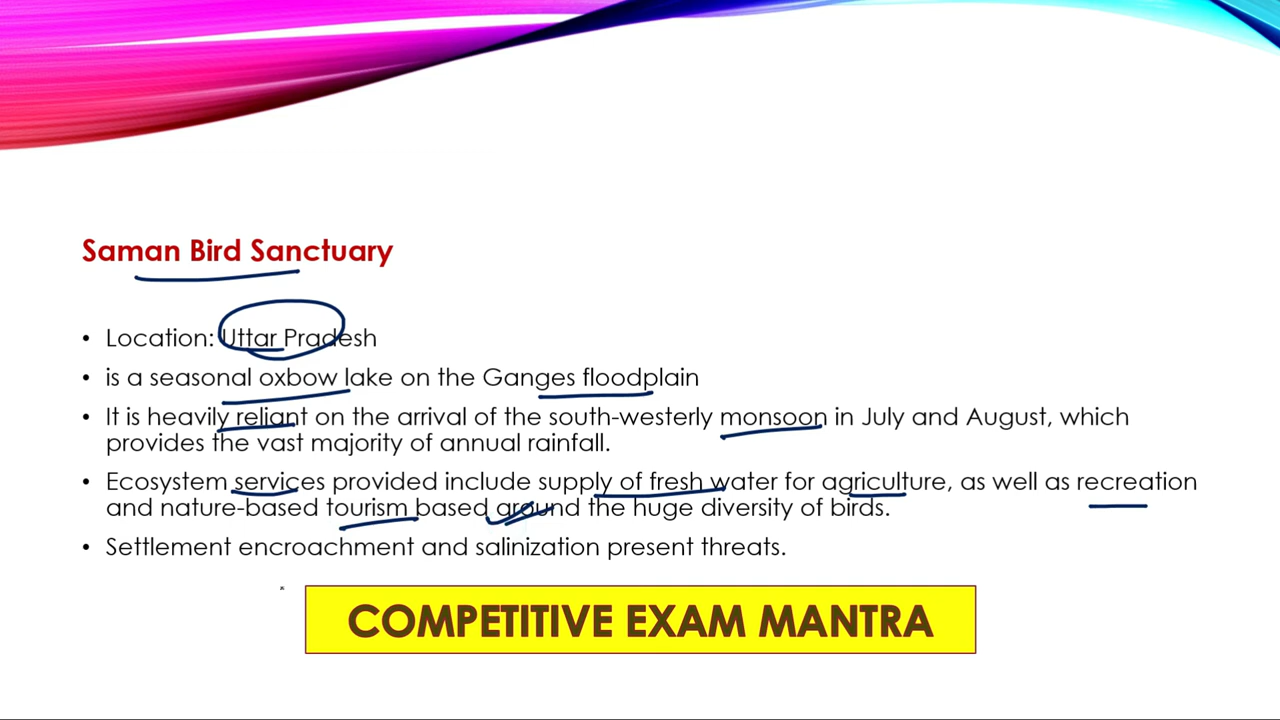 Saman Bird Sanctuary
• Location: Uttar Pradesh
• is a seasonal oxbow lake on the Ganges floodplain
• It is heavily reliant on the arrival of the south-westerly monsoon in July and August, which
provides the vast majority of annual rainfall.
• Ecosystem services provided include supply of fresh water for agriculture, as well as recreation
and nature-based tourism based around the huge diversity of birds.
• Settlement encroachment and salinization present threats.
COMPETITIVE EXAM MANTRA